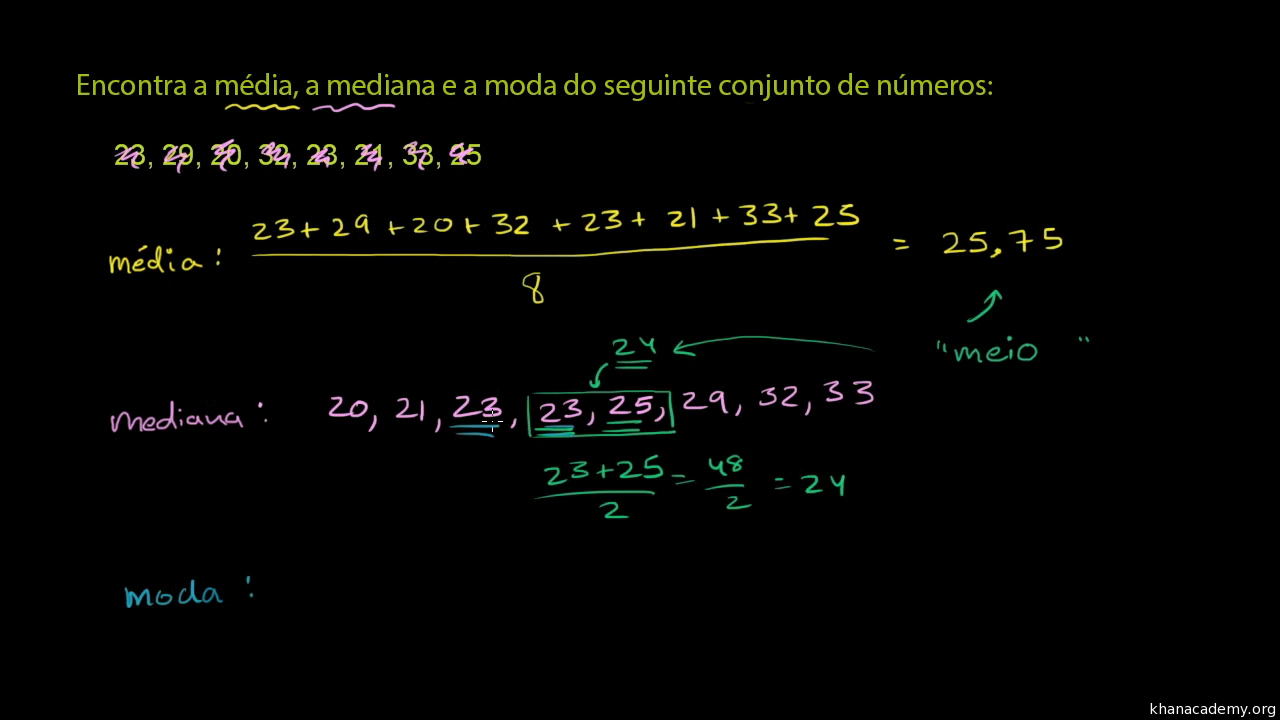 Encontra a média, a mediana e a moda do seguinte conjunto de números:
23, 29, 20, 32, 23, 21, 33, 25
23 + 29 + 20 + 32 + 23 + 21 + 33 + 25
média : = 25,75
8
24
"meio "
mediana : 20, 21, 23, 23, 25, 29, 32, 33
23+25 = 48 = 24
2 2
moda :
khanacademy.org